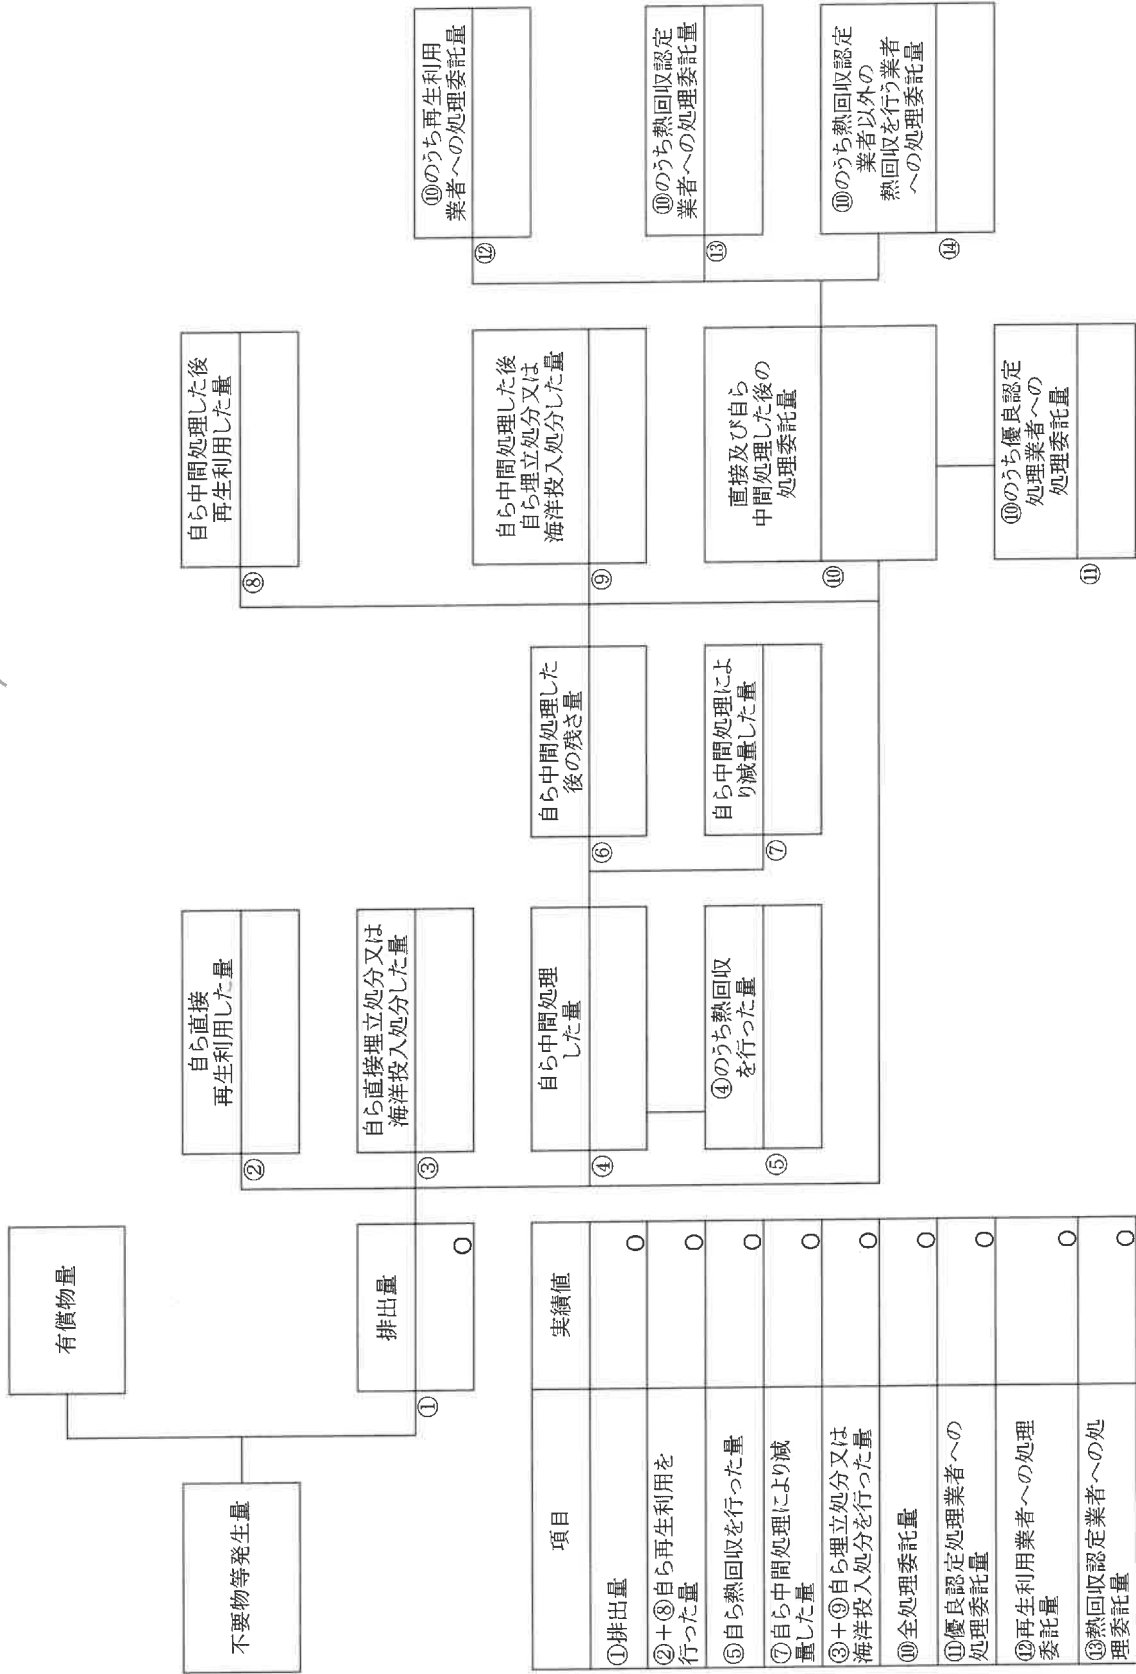 不要物等発生量
有償物量
①
排出量
0
②
自ら直接
再生利用した量
③
自ら直接埋立処分又は
海洋投入処分した量
④
自ら中間処理
した量
⑤
④のうち熱回収
を行った量
⑥
自ら中間処理した
後の残さ量
⑦
自ら中間処理によ
り減量した量
⑧
自ら中間処理した後
再生利用した量
⑨
自ら中間処理した後
自ら埋立処分又は
海洋投入処分した量
⑩
直接及び自ら
中間処理した後の
処理委託量
⑪
⑩のうち優良認定
処理業者への
処理委託量
⑫
⑩のうち再生利用
業者への処理委託量
⑬
⑩のうち熱回収認定
業者への処理委託量
⑭
⑩のうち熱回収認定
業者以外の
熱回収を行う業者
への処理委託量
項目 実績値
①排出量 0
②+⑧自ら再生利用を
行った量 0
⑤自ら熱回収を行った量 0
⑦自ら中間処理により減
量した量 0
③+⑨自ら埋立処分又は
海洋投入処分を行った量 0
⑩全処理委託量 0
⑪優良認定処理業者への
処理委託量 0
⑫再生利用業者への処理
委託量 0
⑬熱回収認定業者への処
理委託量 0